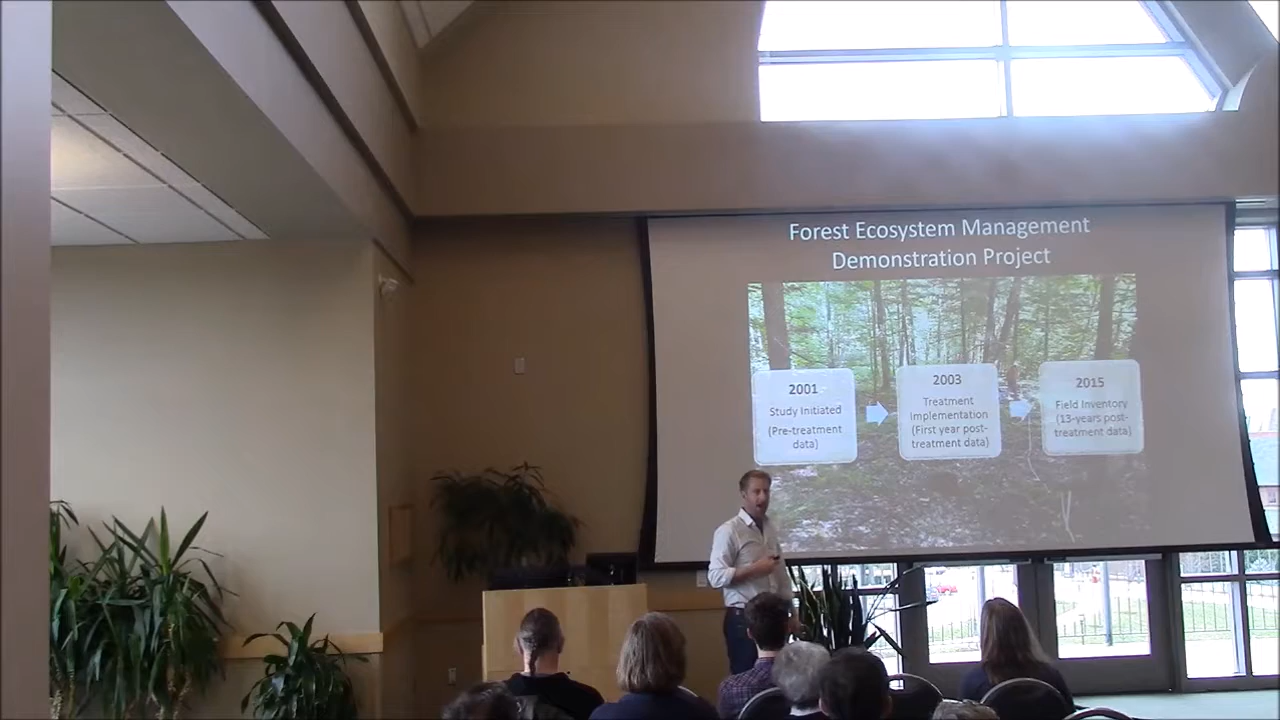 Forest Ecosystem Management
Demonstration Project
2001
Study Initiated
(Pre-treatment
data)
2003
Treatment
Implementation
(First year post-
treatment data)
2015
Field Inventory
(13-years post-
treatment data)